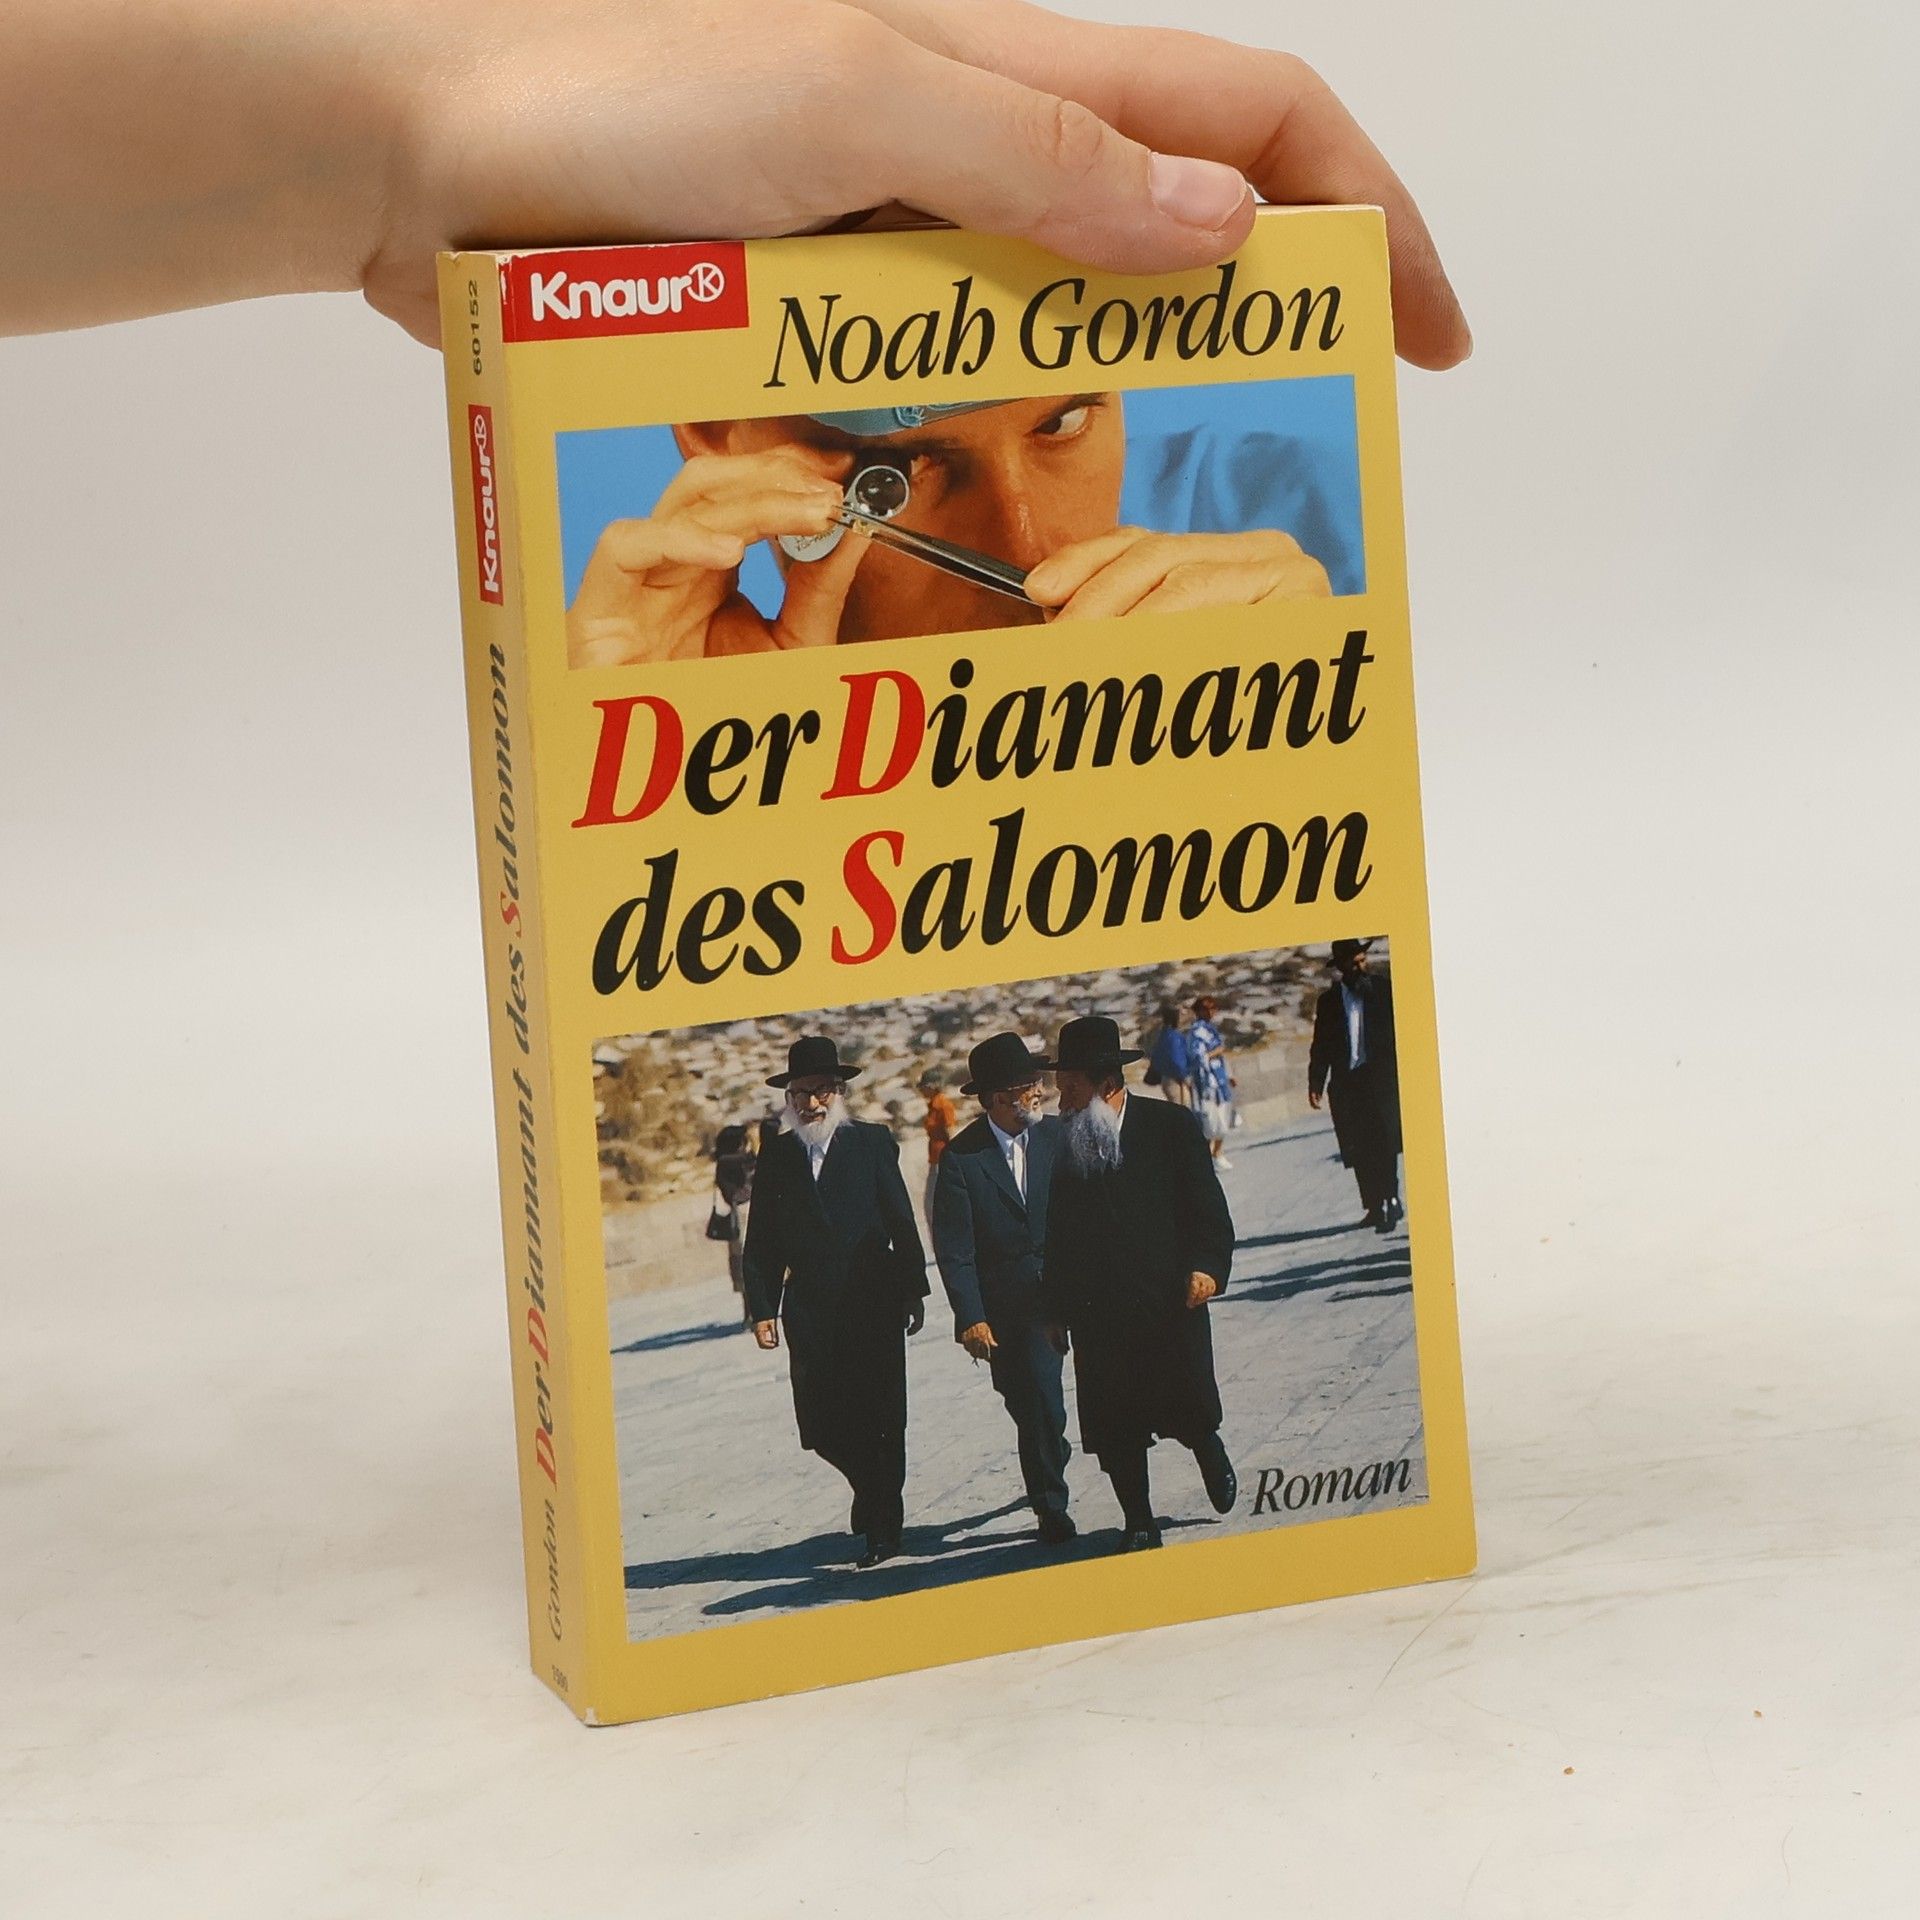 Knaur
Noah Gordon
Der Diamant
des Salomon
Roman
60152
Knaur
Gordon Der Diamant des Salomon